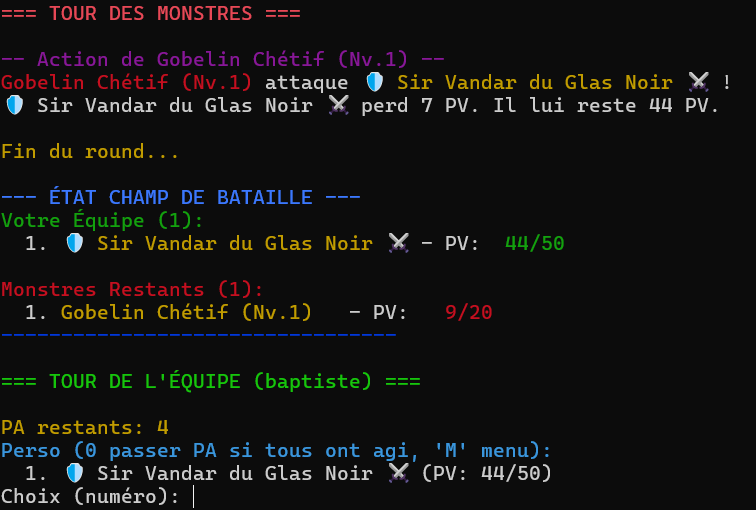 === TOUR DES MONSTRES ===
-- Action de Gobelin Chétif (Nv.1) --
Gobelin Chétif (Nv.1) attaque 🛡️ Sir Vandar du Glas Noir ⚔️ !
🛡️ Sir Vandar du Glas Noir ⚔️ perd 7 PV. Il lui reste 44 PV.
Fin du round...
--- ÉTAT CHAMP DE BATAILLE ---
Votre Équipe (1):
1. 🛡️ Sir Vandar du Glas Noir ⚔️ - PV: 44/50
Monstres Restants (1):
1. Gobelin Chétif (Nv.1) - PV: 9/20
---------------------------------
=== TOUR DE L'ÉQUIPE (baptiste) ===
PA restants: 4
Perso (0 passer PA si tous ont agi, 'M' menu):
1. 🛡️ Sir Vandar du Glas Noir ⚔️ (PV: 44/50)
Choix (numéro):